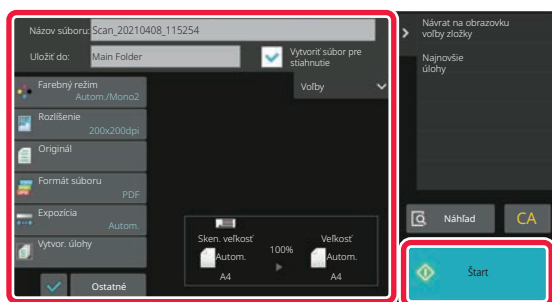 Názov súboru:
Scan_20210408_115254
Uložiť do:
Main Folder
Vytvoriť súbor pre
stiahnutie
Voľby
Farebný režim
Autom./Mono2
Rozlíšenie
200x200dpi
Originál
Formát súboru
PDF
Expozícia
Autom.
Vytvor. úlohy
Ostatné
Sken. veľkosť
Autom.
A4
100%
Veľkosť
Autom.
A4
Návrat na obrazovku
voľby zložky
Najnovšie
úlohy
Náhľad
CA
Štart